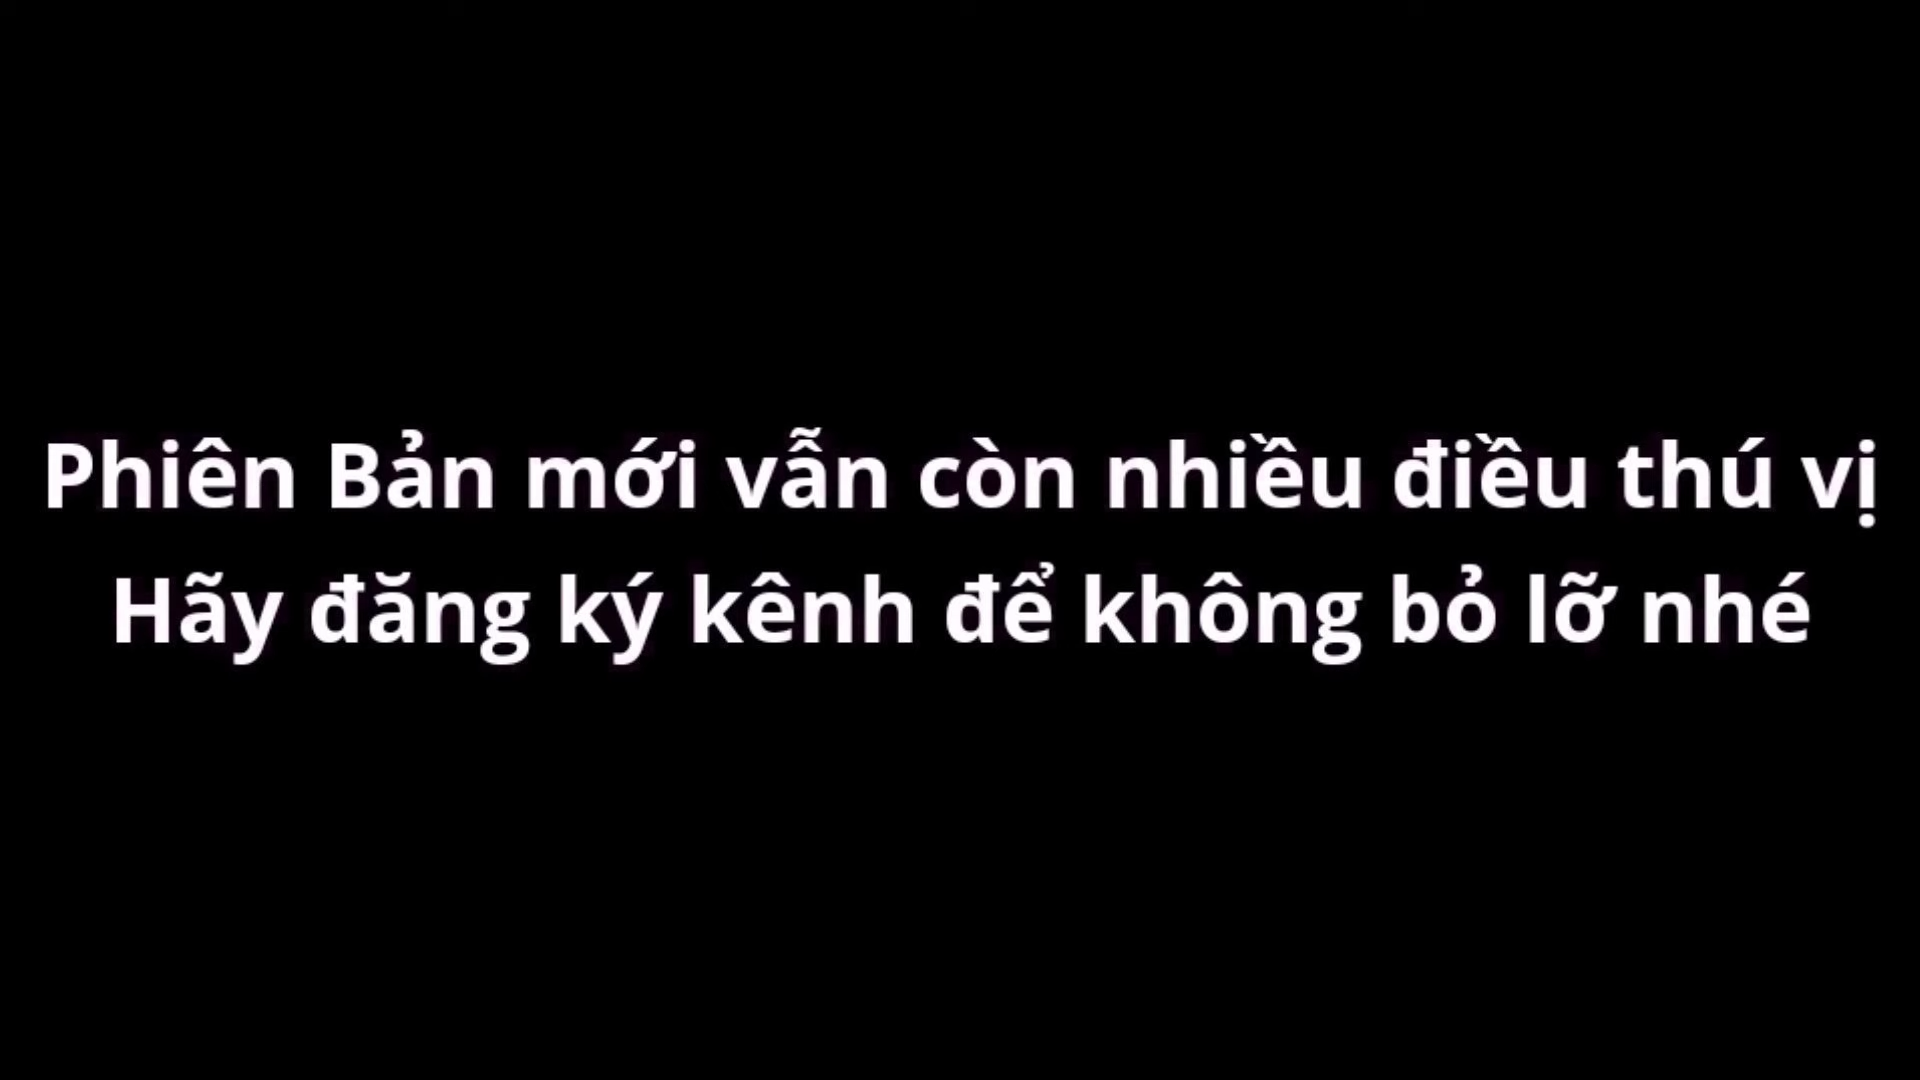 Phiên Bản mới vẫn còn nhiều điều thú vị
Hãy đăng ký kênh để không bỏ lỡ nhé